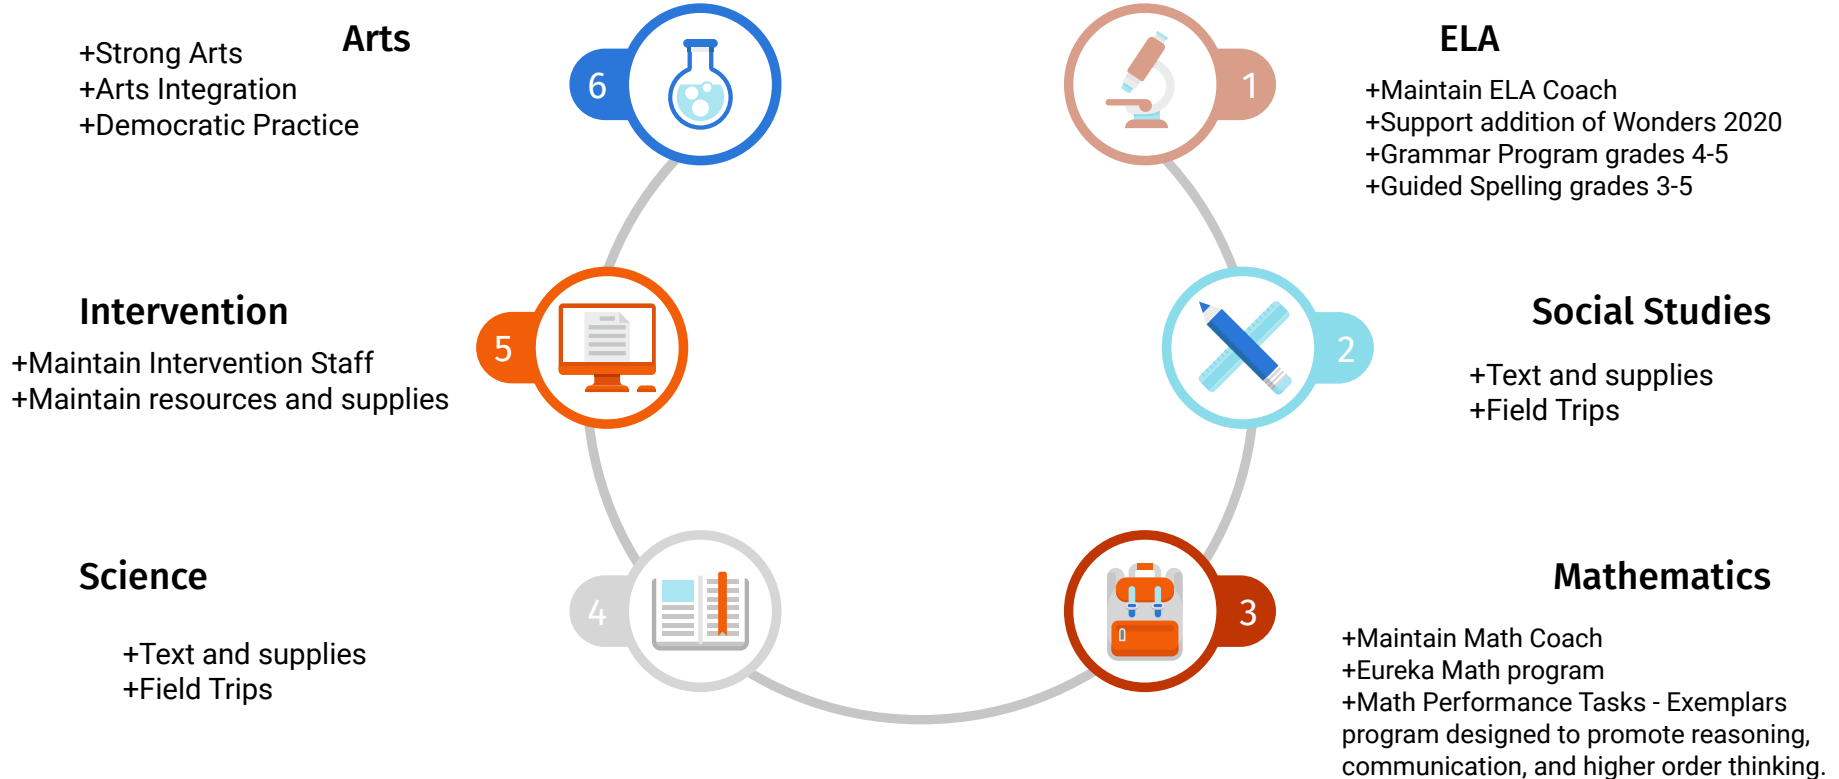 ELA
1
+Maintain ELA Coach
+Support addition of Wonders 2020
+Grammar Program grades 4-5
+Guided Spelling grades 3-5
Social Studies
2
+Text and supplies
+Field Trips
Mathematics
3
+Maintain Math Coach
+Eureka Math program
+Math Performance Tasks - Exemplars
program designed to promote reasoning,
communication, and higher order thinking.
Science
4
+Text and supplies
+Field Trips
Intervention
5
+Maintain Intervention Staff
+Maintain resources and supplies
Arts
6
+Strong Arts
+Arts Integration
+Democratic Practice